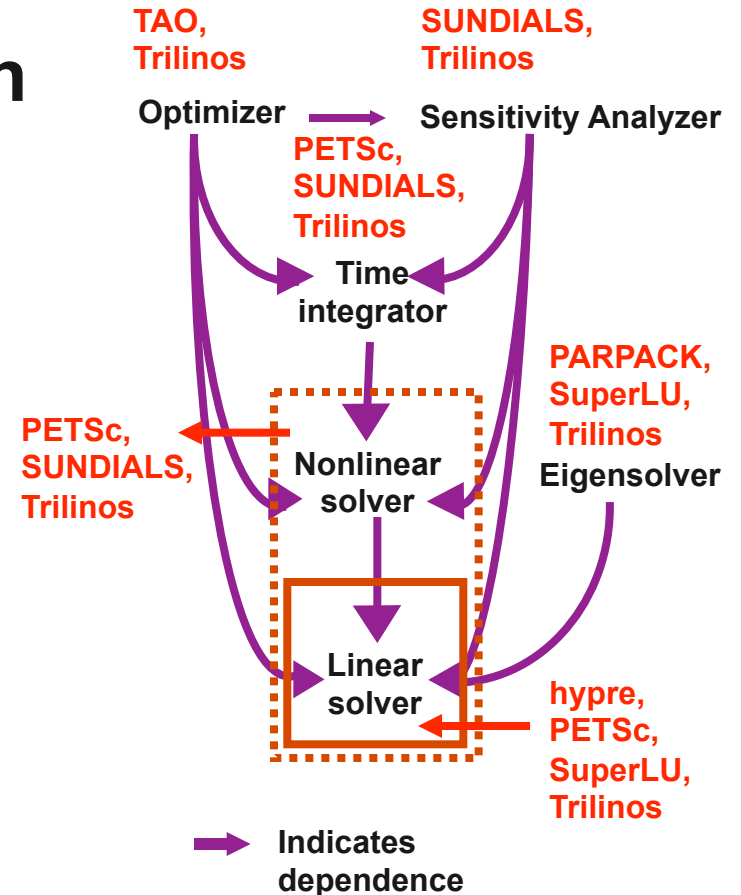 n
TAO,
Trilinos
SUNDIALS,
Trilinos
Optimizer
Sensitivity Analyzer
PETSc,
SUNDIALS,
Trilinos
Time
integrator
PARPACK,
SuperLU,
Trilinos
Eigensolver
PETSc,
SUNDIALS,
Trilinos
Nonlinear
solver
Linear
solver
hypre,
PETSc,
SuperLU,
Trilinos
Indicates
dependence